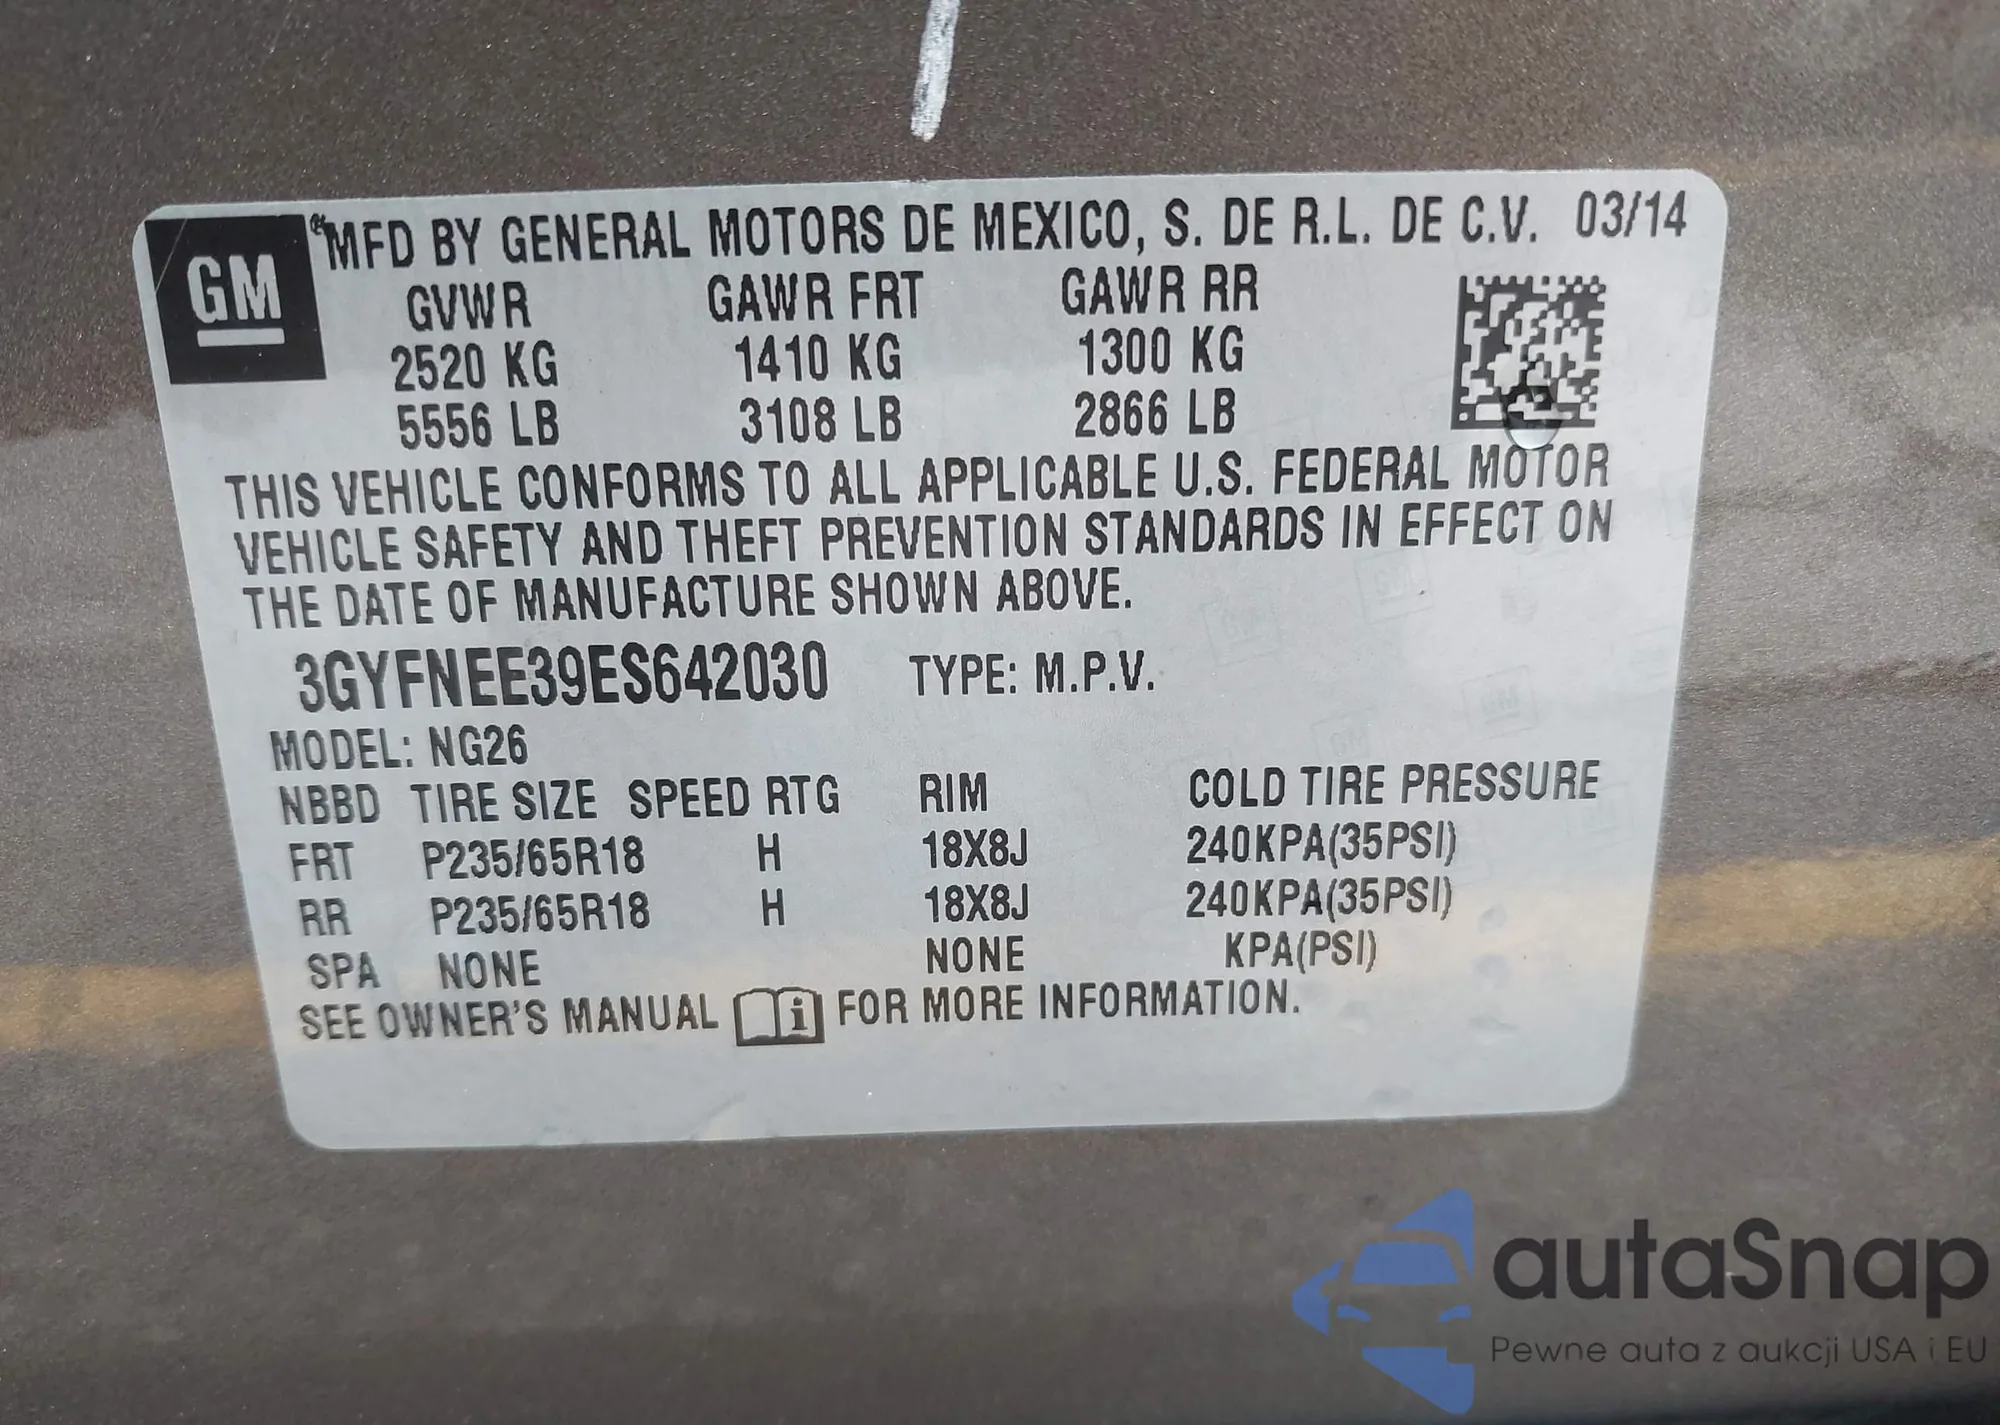 GM
MFD BY GENERAL MOTORS DE MEXICO, S. DE R.L. DE C.V. 03/14
GVWR GAWR FRT GAWR RR
2520 KG 1410 KG 1300 KG
5556 LB 3108 LB 2866 LB
THIS VEHICLE CONFORMS TO ALL APPLICABLE U.S. FEDERAL MOTOR
VEHICLE SAFETY AND THEFT PREVENTION STANDARDS IN EFFECT ON
THE DATE OF MANUFACTURE SHOWN ABOVE.
3GYFNEE39ES642030 TYPE: M.P.V.
MODEL: NG26
NBBD TIRE SIZE SPEED RTG RIM COLD TIRE PRESSURE
FRT P235/65R18 H 18X8J 240KPA(35PSI)
RR P235/65R18 H 18X8J 240KPA(35PSI)
SPA NONE NONE KPA(PSI)
SEE OWNER'S MANUAL i FOR MORE INFORMATION.
autaSnap
Pewne auta z aukcji USA i EU